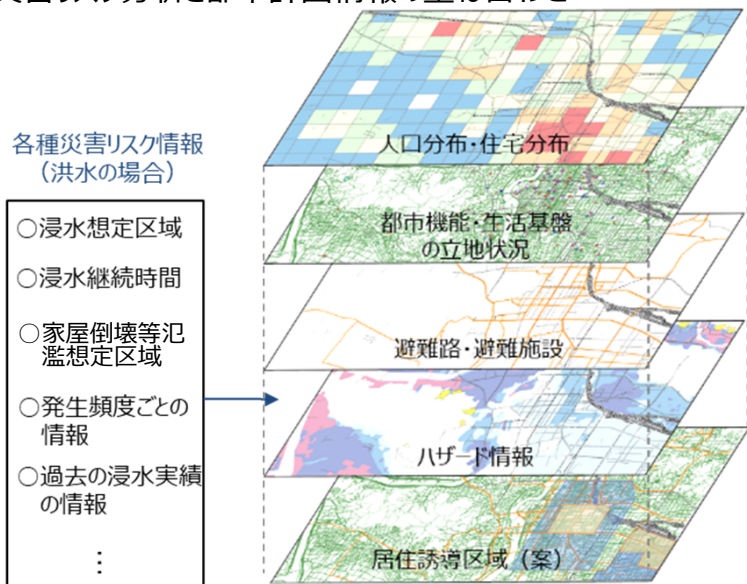 各種災害リスク情報
（洪水の場合）
○浸水想定区域
○浸水継続時間
○家屋倒壊等氾
濫想定区域
○発生頻度ごとの
情報
○過去の浸水実績
の情報
⋮
人口分布・住宅分布
都市機能・生活基盤
の立地状況
避難路・避難施設
ハザード情報
居住誘導区域（案）